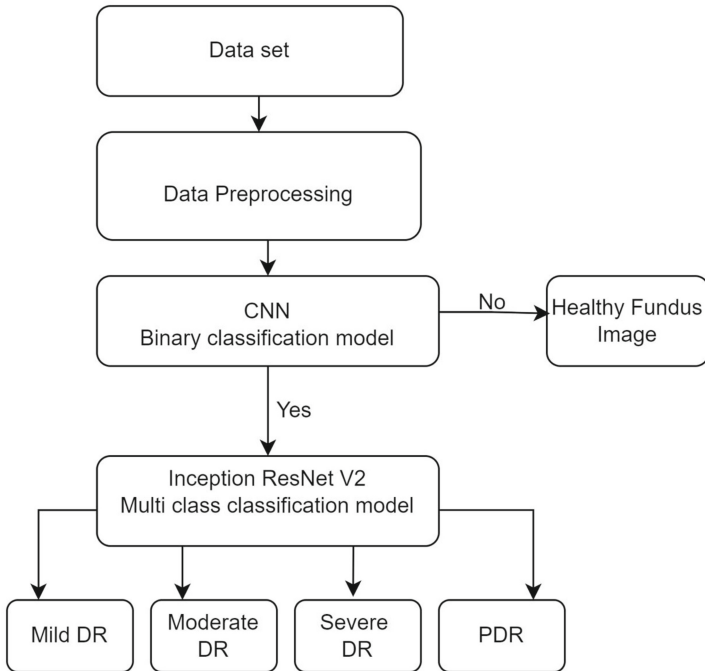 Data set
Data Preprocessing
CNN
Binary classification model
No
Healthy Fundus
Image
Yes
Inception ResNet V2
Multi class classification model
Mild DR
Moderate
DR
Severe
DR
PDR